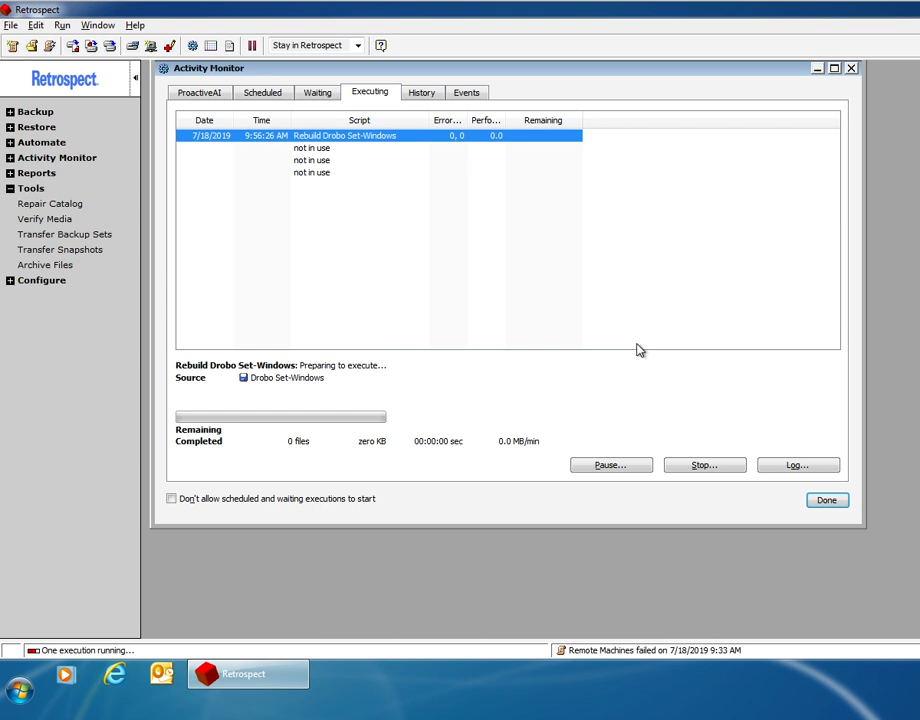 Retrospect
File Edit Run Window Help
Stay in Retrospect
Retrospect
Backup
Restore
Automate
Activity Monitor
Reports
Tools
Repair Catalog
Verify Media
Transfer Backup Sets
Transfer Snapshots
Archive Files
Configure
Activity Monitor
ProactiveAI Scheduled Waiting Executing History Events
Date Time Script Error... Perfo... Remaining
7/18/2019 9:56:26 AM Rebuild Drobo Set-Windows 0, 0 0.0
not in use
not in use
not in use
Rebuild Drobo Set-Windows: Preparing to execute...
Source Drobo Set-Windows
Remaining
Completed 0 files zero KB 00:00:00 sec 0.0 MB/min
Pause... Stop... Log...
Don't allow scheduled and waiting executions to start
Done
One execution running... Remote Machines failed on 7/18/2019 9:33 AM
Retrospect